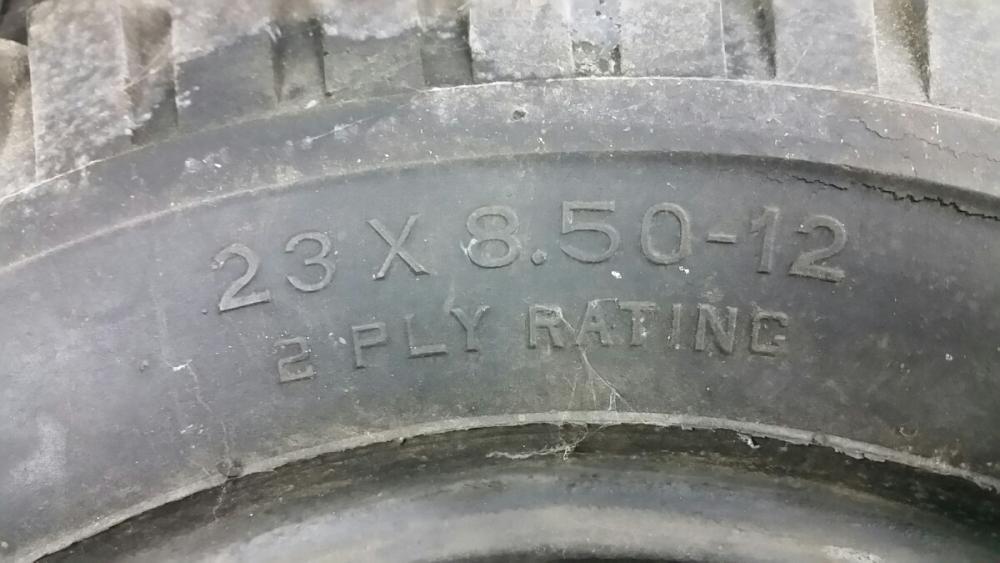 23 X 8.50-12
2 PLY RATING